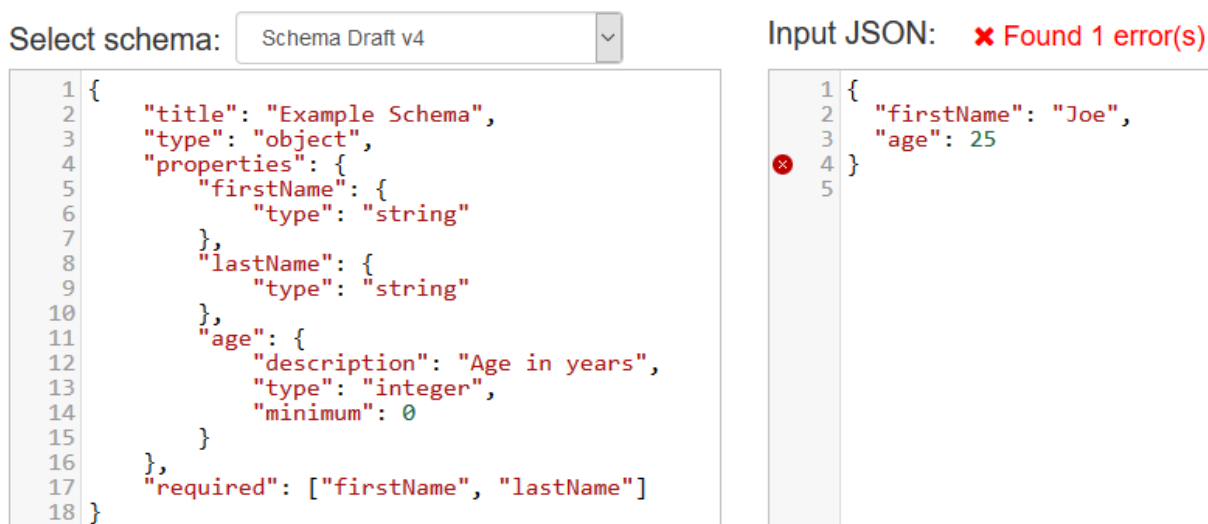 Select schema: Schema Draft v4
1 {
2 "title": "Example Schema",
3 "type": "object",
4 "properties": {
5 "firstName": {
6 "type": "string"
7 },
8 "lastName": {
9 "type": "string"
10 },
11 "age": {
12 "description": "Age in years",
13 "type": "integer",
14 "minimum": 0
15 }
16 },
17 "required": ["firstName", "lastName"]
18 }
Input JSON: ✖ Found 1 error(s)
1 {
2 "firstName": "Joe",
3 "age": 25
4 }
5